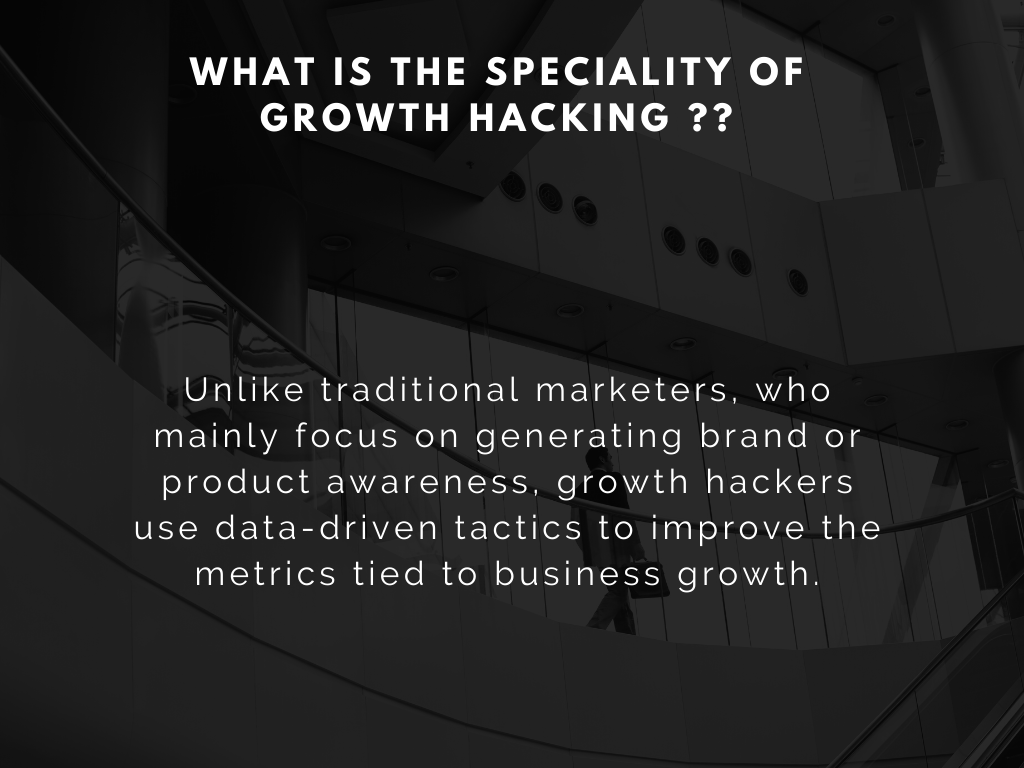 WHAT IS THE SPECIALITY OF
GROWTH HACKING ??
Unlike traditional marketers, who
mainly focus on generating brand or
product awareness, growth hackers
use data-driven tactics to improve the
metrics tied to business growth.